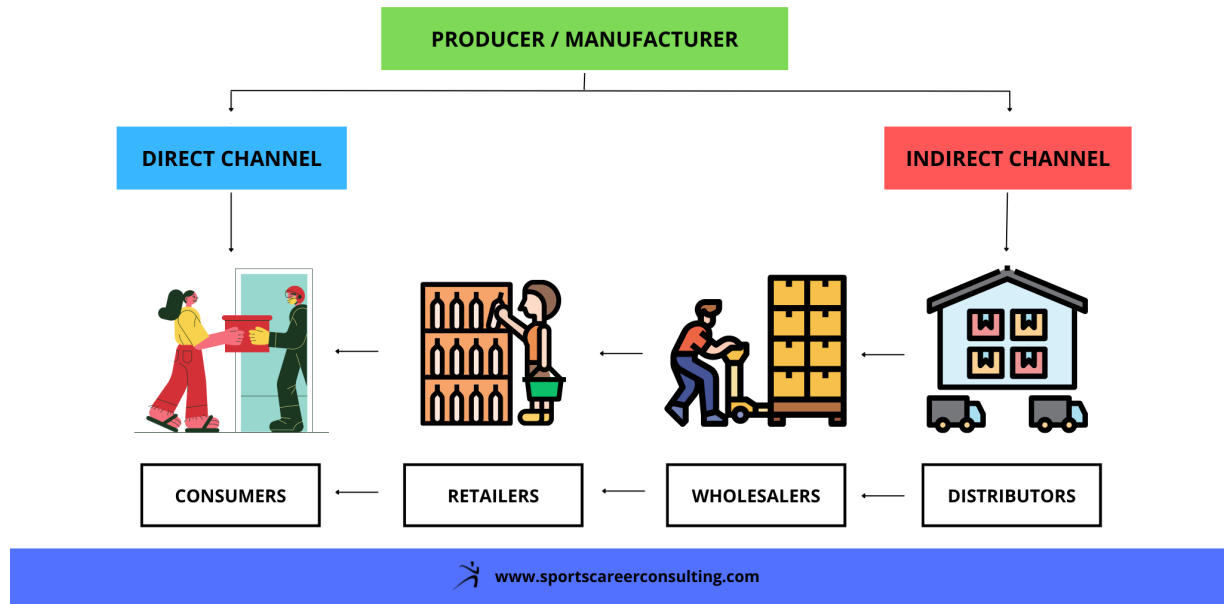 PRODUCER / MANUFACTURER
DIRECT CHANNEL
INDIRECT CHANNEL
CONSUMERS
RETAILERS
WHOLESALERS
DISTRIBUTORS
www.sportscareerconsulting.com